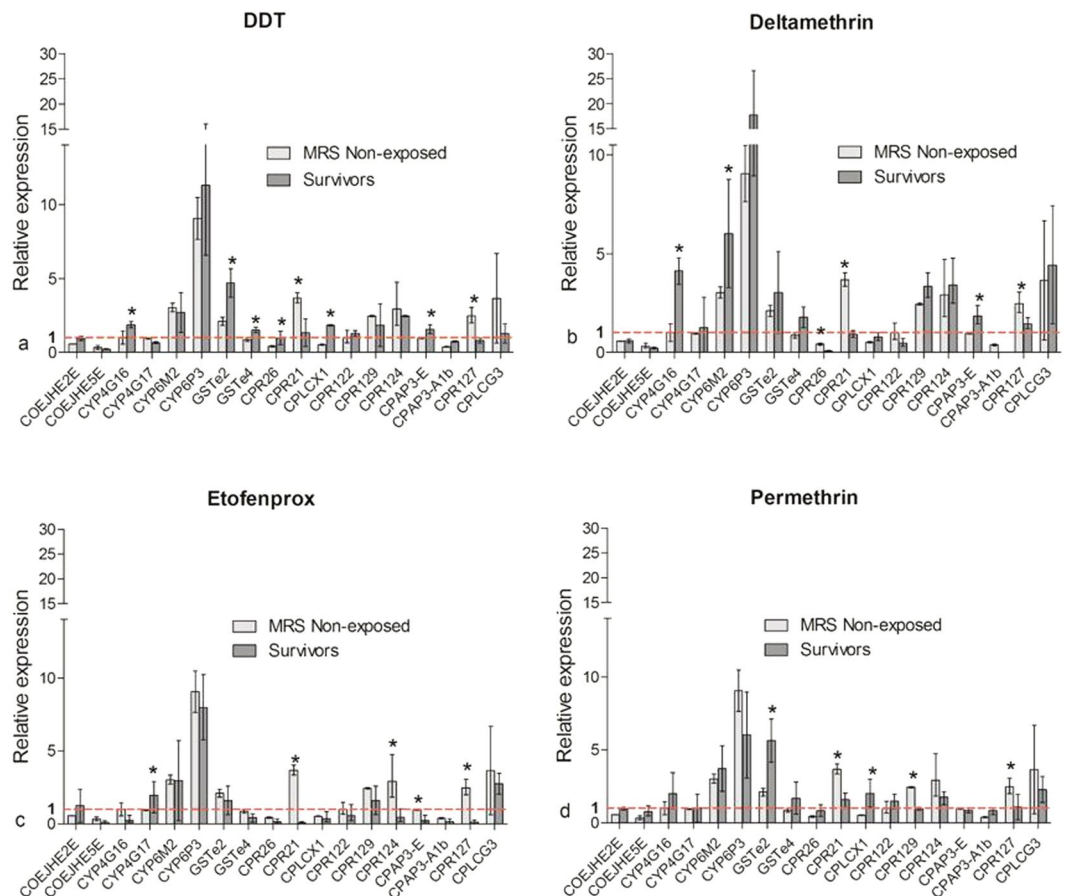 DDT
Relative expression
30
25
20
15
10
5
1
0
MRS Non-exposed
Survivors
* * * * * * * *
a
COEJHE2E
COEJHE5E
CYP4G16
CYP4G17
CYP6M2
CYP6P3
GSTe2
GSTe4
CPR26
CPR21
CPLCX1
CPR122
CPR129
CPR124
CPAP3-E
CPAP3-A1b
CPR127
CPLCG3
Deltamethrin
Relative expression
30
25
20
15
10
5
1
0
MRS Non-exposed
Survivors
* * * * * *
b
COEJHE2E
COEJHE5E
CYP4G16
CYP4G17
CYP6M2
CYP6P3
GSTe2
GSTe4
CPR26
CPR21
CPLCX1
CPR122
CPR129
CPR124
CPAP3-E
CPAP3-A1b
CPR127
CPLCG3
Etofenprox
Relative expression
30
25
20
15
10
5
1
0
MRS Non-exposed
Survivors
* * * * *
c
COEJHE2E
COEJHE5E
CYP4G16
CYP4G17
CYP6M2
CYP6P3
GSTe2
GSTe4
CPR26
CPR21
CPLCX1
CPR122
CPR129
CPR124
CPAP3-E
CPAP3-A1b
CPR127
CPLCG3
Permethrin
Relative expression
30
25
20
15
10
5
1
0
MRS Non-exposed
Survivors
* * * * *
d
COEJHE2E
COEJHE5E
CYP4G16
CYP4G17
CYP6M2
CYP6P3
GSTe2
GSTe4
CPR26
CPR21
CPLCX1
CPR122
CPR129
CPR124
CPAP3-E
CPAP3-A1b
CPR127
CPLCG3